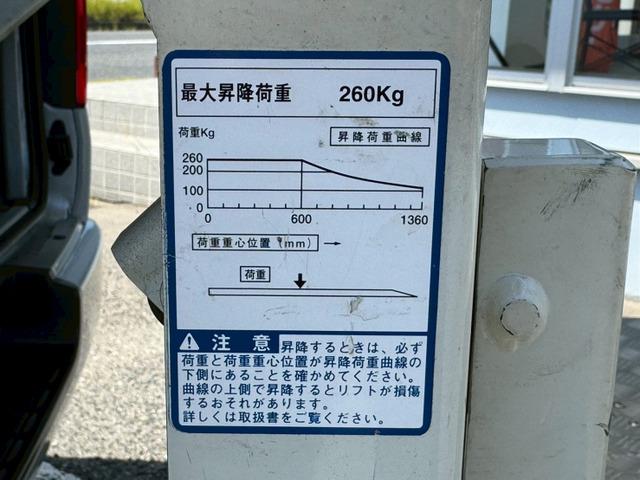 最大昇降荷重 260Kg
荷重Kg
昇降荷重曲線
260
200
100
0
0 600 1360
荷重重心位置(mm) →
荷重
注意 昇降するときは、必ず
荷重と荷重重心位置が昇降荷重曲線の
下側にあることを確かめてください。
曲線の上側で昇降するとリフトが損傷
するおそれがあります。
詳しくは取扱書をご覧ください。